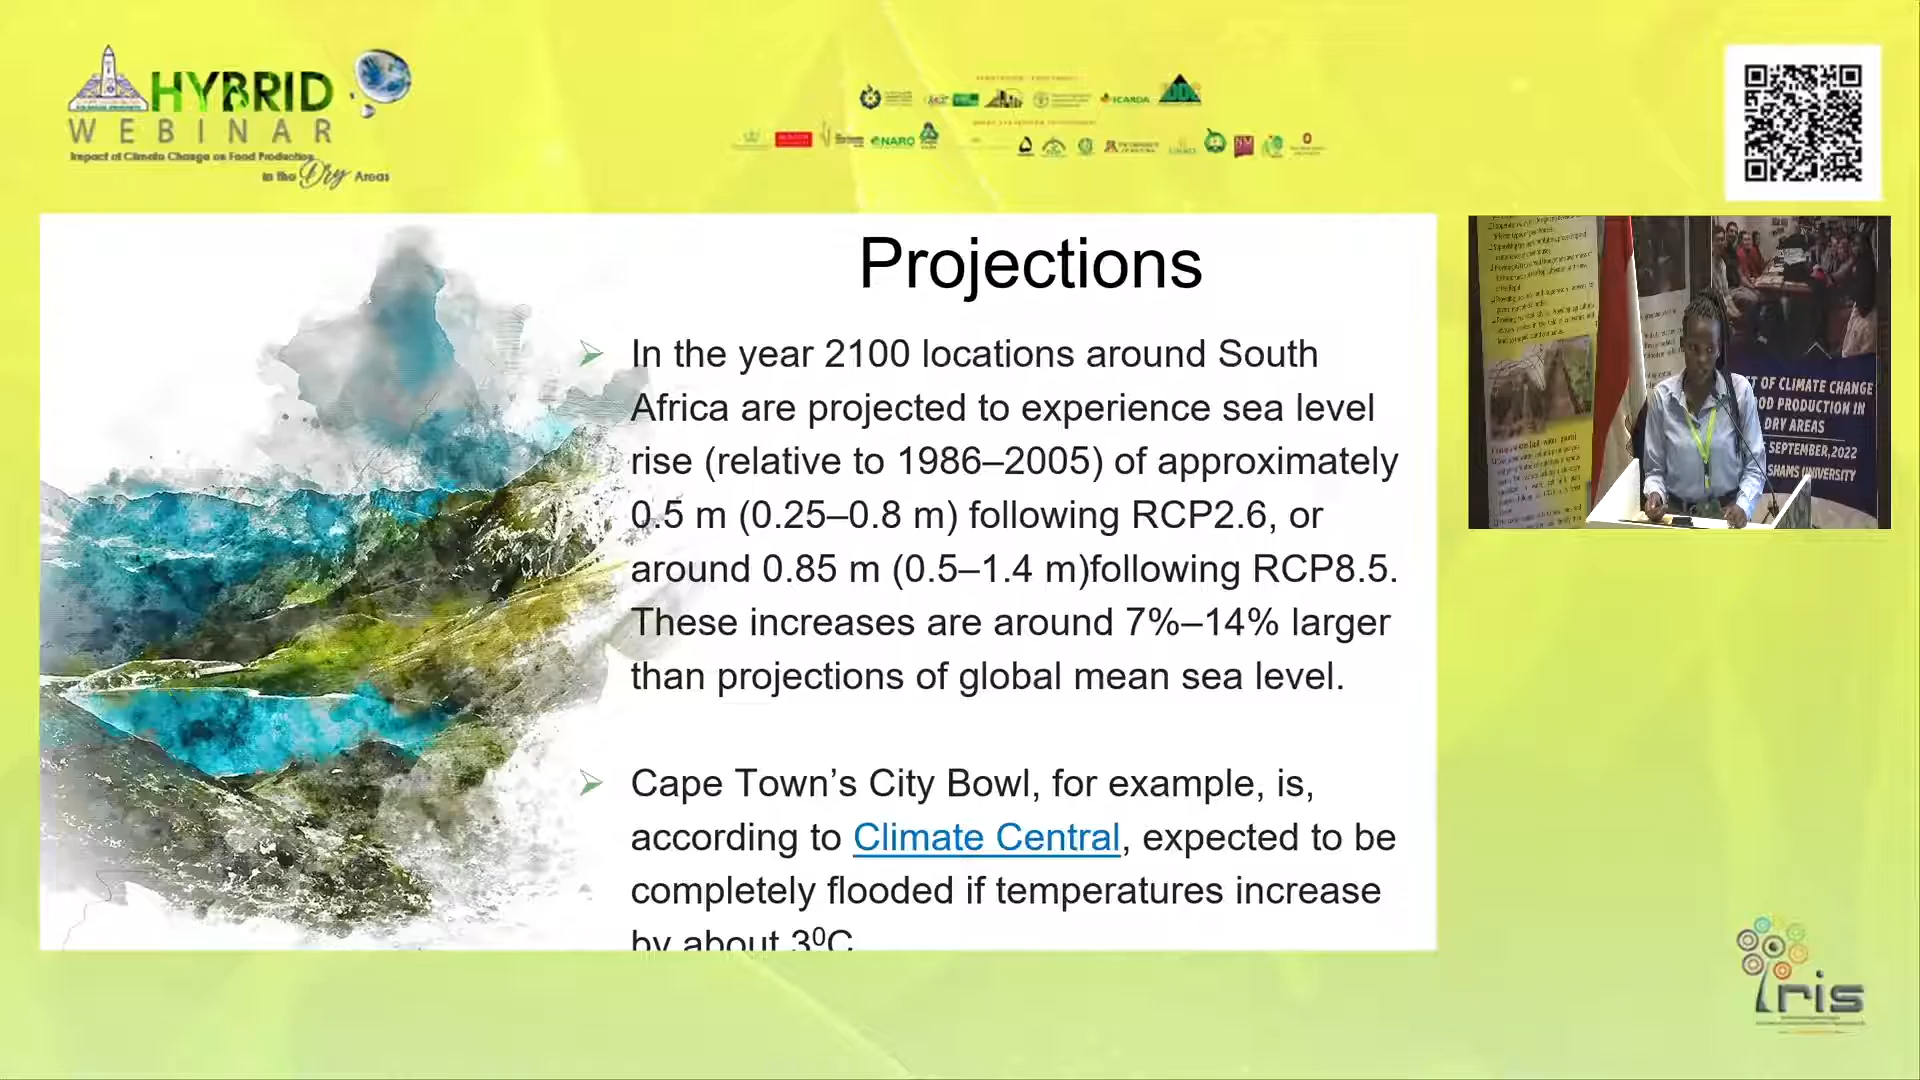 HYBRID
WEBINAR
Impact of Climate Change on Food Production
in the Dry Areas
ICARDA
NARO
Projections
In the year 2100 locations around South
Africa are projected to experience sea level
rise (relative to 1986–2005) of approximately
0.5 m (0.25–0.8 m) following RCP2.6, or
around 0.85 m (0.5–1.4 m)following RCP8.5.
These increases are around 7%–14% larger
than projections of global mean sea level.
Cape Town’s City Bowl, for example, is,
according to Climate Central, expected to be
completely flooded if temperatures increase
by about 3⁰C
T OF CLIMATE CHANGE
OOD PRODUCTION IN
DRY AREAS
SEPTEMBER,2022
SHAMS UNIVERSITY
iris